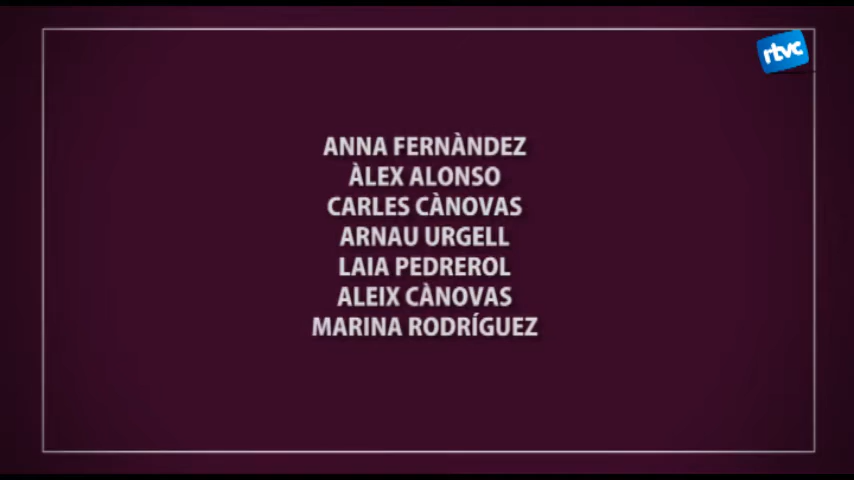 rtvc
ANNA FERNÀNDEZ
ÀLEX ALONSO
CARLES CÀNOVAS
ARNAU URGELL
LAIA PEDREROL
ALEIX CÀNOVAS
MARINA RODRÍGUEZ